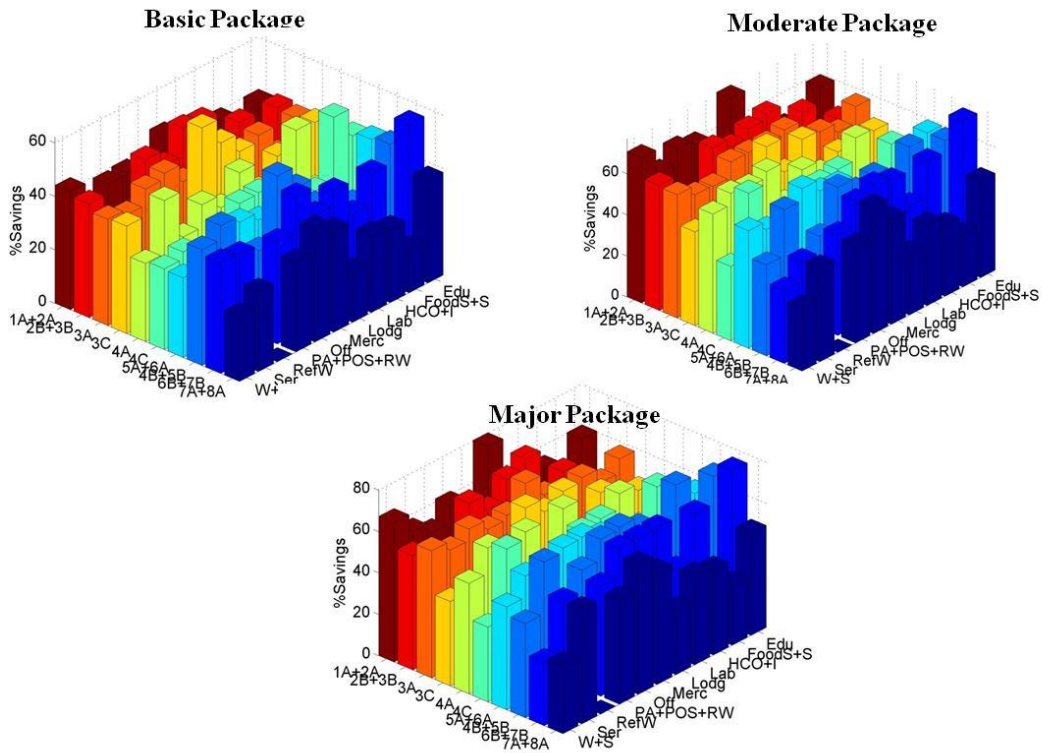 Basic Package
60
40
20
0
%Savings
1A+2A
2B+3B
3A
3C
4A
4C
5A+6A
4B+5B
6B+7B
7A+8A
W+
Ser
RefW
PA+POS+RW
Off
Merc
Lodg
Lab
HCO+I
FoodS+S
Edu
Moderate Package
60
40
20
0
%Savings
1A+2A
2B+3B
3A
3C
4A
4C
5A+6A
4B+5B
6B+7B
7A+8A
W+S
Ser
RefW
PA+POS+RW
Off
Merc
Lodg
Lab
HCO+I
FoodS+S
Edu
Major Package
80
60
40
20
0
%Savings
1A+2A
2B+3B
3A
3C
4A
4C
5A+6A
4B+5B
6B+7B
7A+8A
W+S
Ser
RefW
PA+POS+RW
Off
Merc
Lodg
Lab
HCO+I
FoodS+S
Edu